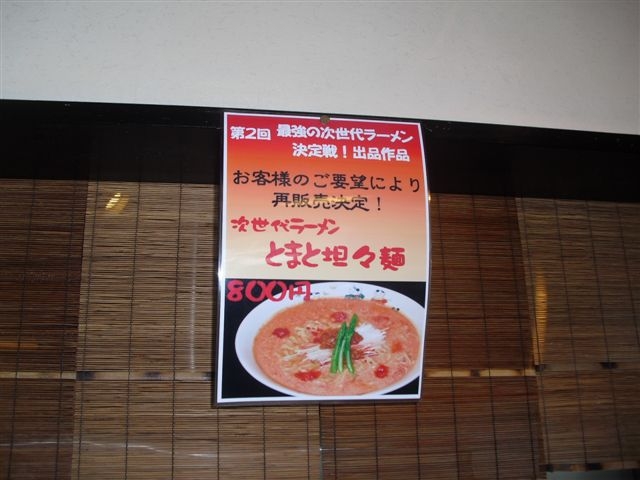 第2回 最強の次世代ラーメン
決定戦！出品作品
お客様のご要望により
再販売決定！
次世代ラーメン
とまと坦々麺
800円